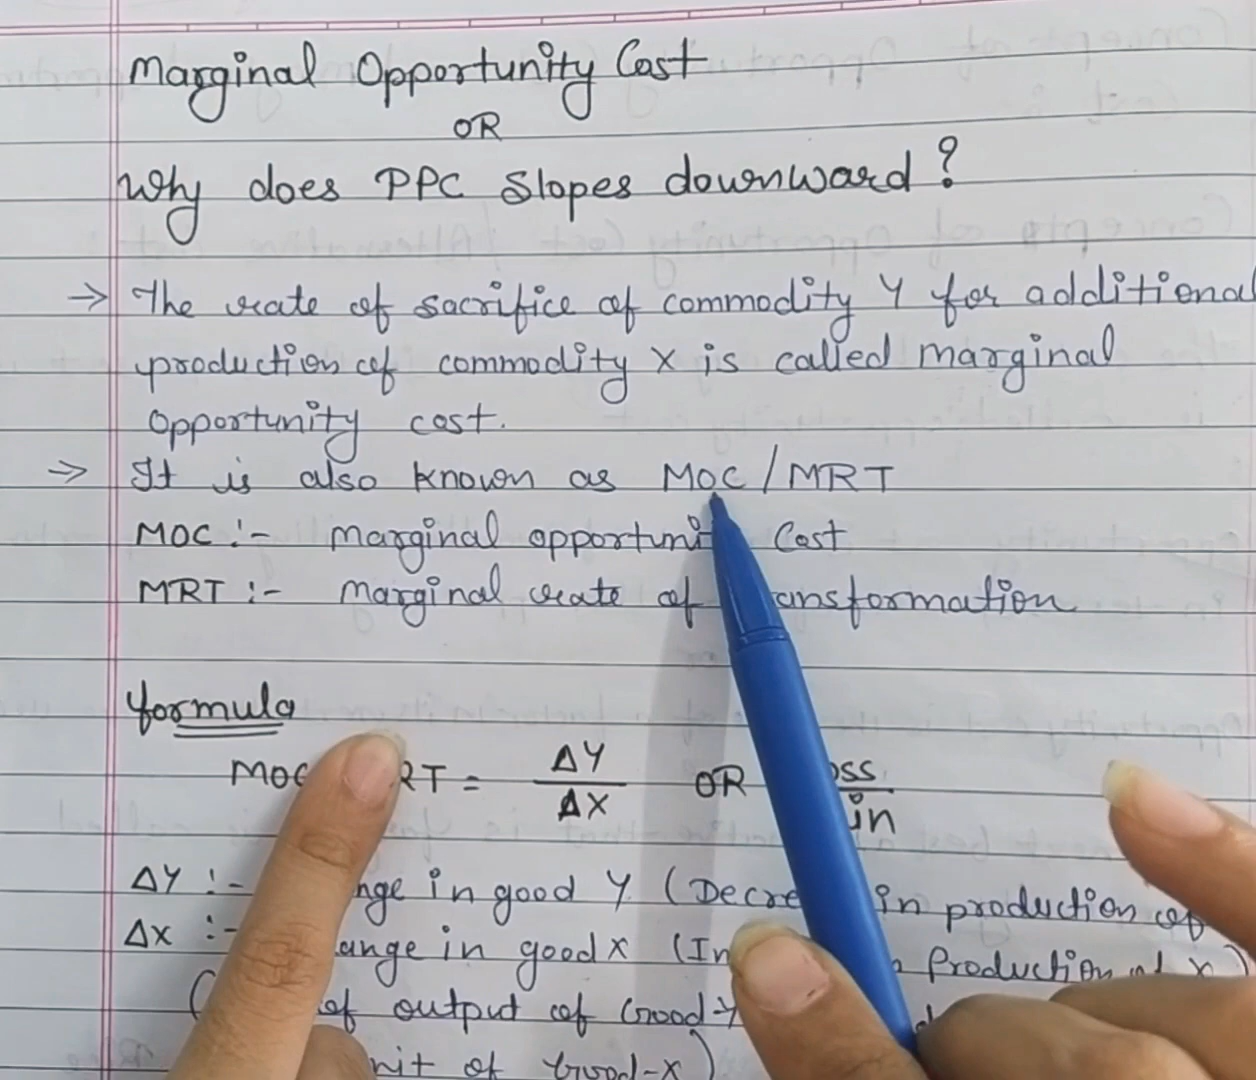 Marginal Opportunity Cost
OR
Why does PPC Slopes downward?
→ The rate of sacrifice of commodity Y for additional
production of commodity X is called marginal
opportunity cost.
⇒ It is also known as MOC/MRT
MOC :- marginal opportunit Cost
MRT :- marginal rate of ansformation
formula
MOC RT = ΔY/ΔX OR oss/in
ΔY :- nge in good Y (Decre in production of
ΔX :- ange in good X (In Production of X)
( of output of Good-Y
nit of Good-X)